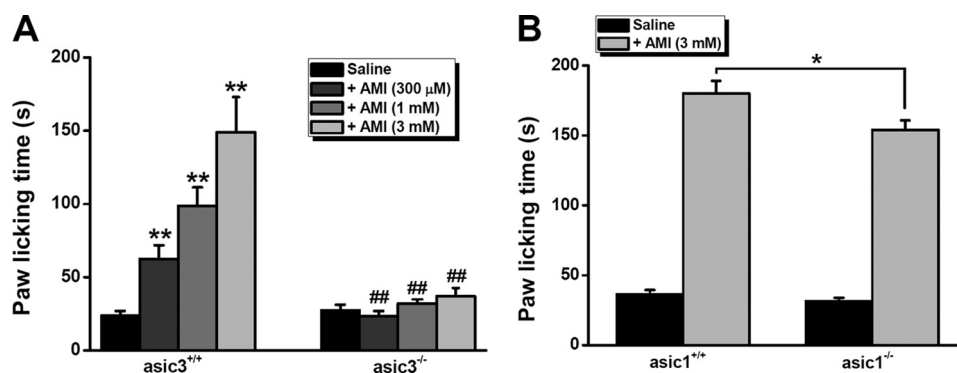 A
Paw licking time (s)
200
150
100
50
0
Saline
+ AMI (300 μM)
+ AMI (1 mM)
+ AMI (3 mM)
** ** ** **
## ## ##
asic3+/+ asic3-/-
B
Saline
+ AMI (3 mM)
Paw licking time (s)
200
150
100
50
0
*
asic1+/+ asic1-/-